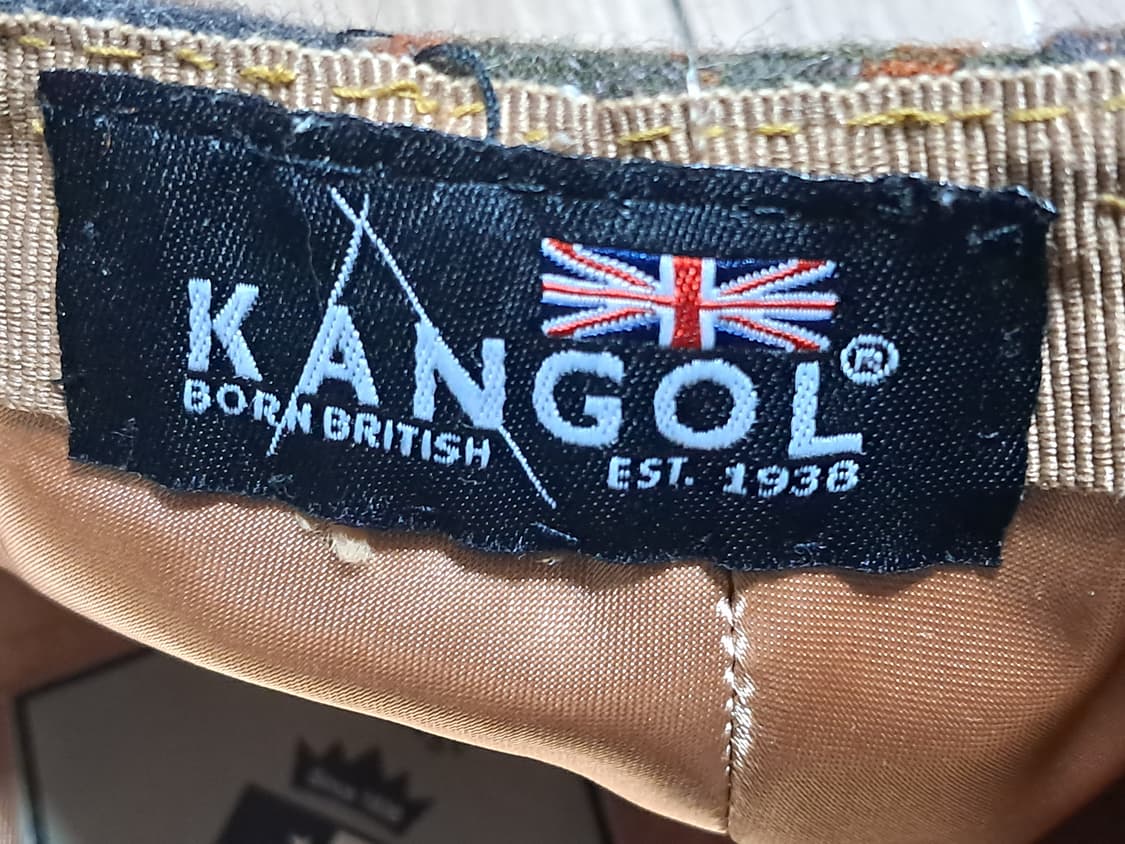 KANGOL®
BORN BRITISH
EST. 1938